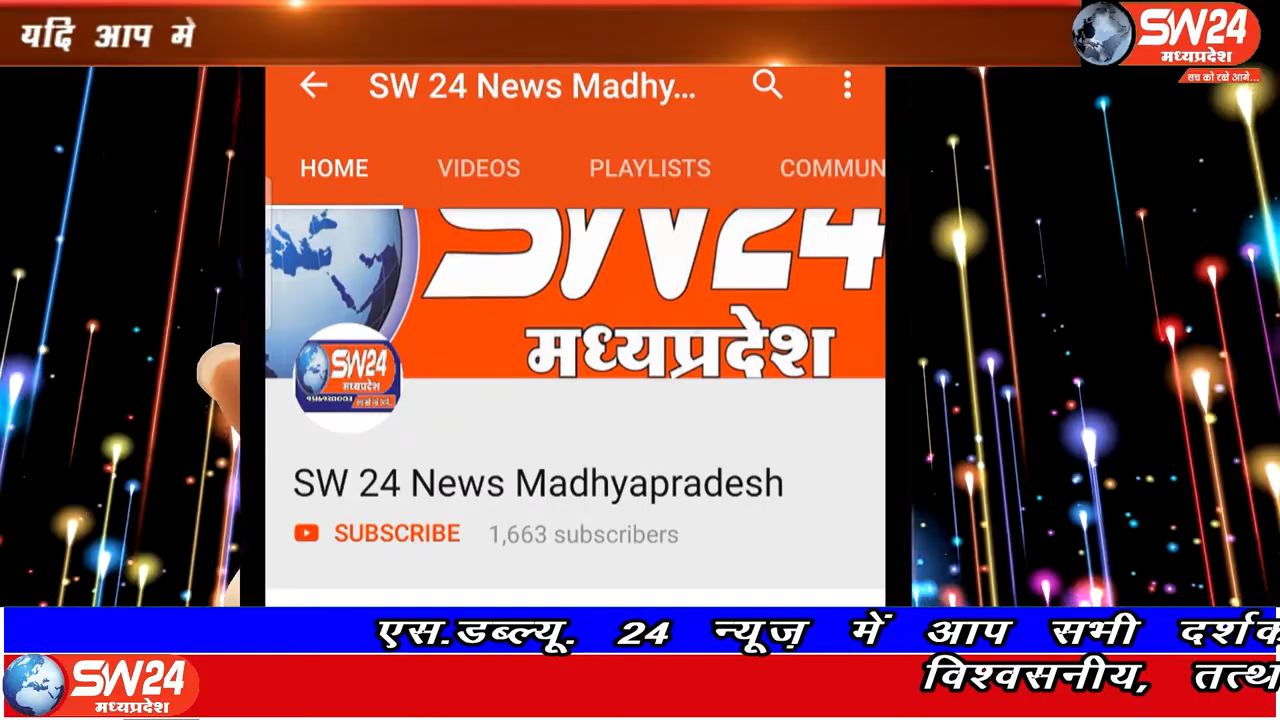 यदि आप मे
SW24
मध्यप्रदेश
सच को रखे आगे...
SW 24 News Madhy...
HOME VIDEOS PLAYLISTS COMMUN
SW24
मध्यप्रदेश
SW24
मध्यप्रदेश
SW 24 News Madhyapradesh
SUBSCRIBE 1,663 subscribers
एस.डब्ल्यू. 24 न्यूज़ में आप सभी दर्शक
विश्वसनीय,
SW24
मध्यप्रदेश